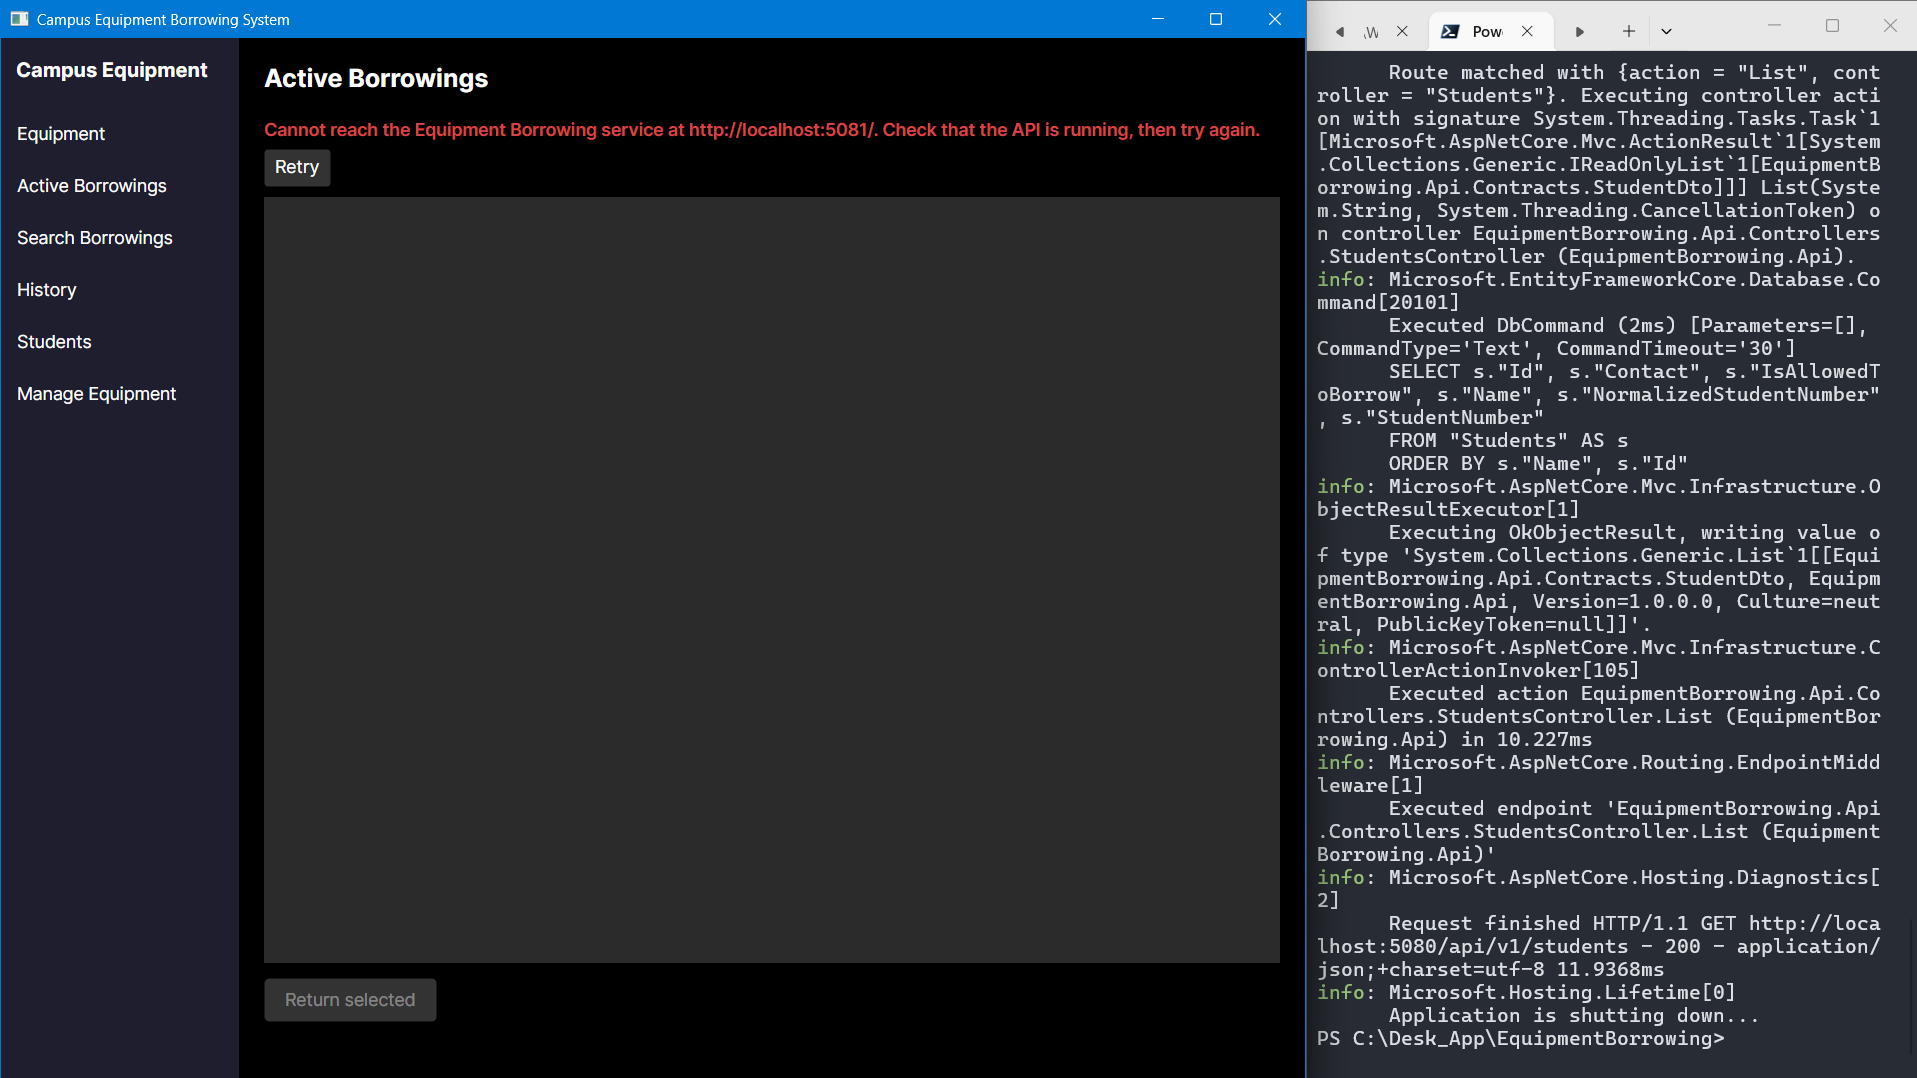 Campus Equipment Borrowing System
Campus Equipment
Equipment
Active Borrowings
Search Borrowings
History
Students
Manage Equipment
Active Borrowings
Cannot reach the Equipment Borrowing service at http://localhost:5081/. Check that the API is running, then try again.
Retry
Return selected
Pow
Route matched with {action = "List", cont
roller = "Students"}. Executing controller acti
on with signature System.Threading.Tasks.Task`1
[Microsoft.AspNetCore.Mvc.ActionResult`1[System
.Collections.Generic.IReadOnlyList`1[EquipmentB
orrowing.Api.Contracts.StudentDto]]] List(Syste
m.String, System.Threading.CancellationToken) o
n controller EquipmentBorrowing.Api.Controllers
.StudentsController (EquipmentBorrowing.Api).
info: Microsoft.EntityFrameworkCore.Database.Co
mmand[20101]
Executed DbCommand (2ms) [Parameters=[],
CommandType='Text', CommandTimeout='30']
SELECT s."Id", s."Contact", s."IsAllowedT
oBorrow", s."Name", s."NormalizedStudentNumber"
, s."StudentNumber"
FROM "Students" AS s
ORDER BY s."Name", s."Id"
info: Microsoft.AspNetCore.Mvc.Infrastructure.O
bjectResultExecutor[1]
Executing OkObjectResult, writing value o
f type 'System.Collections.Generic.List`1[[Equi
pmentBorrowing.Api.Contracts.StudentDto, Equipm
entBorrowing.Api, Version=1.0.0.0, Culture=neut
ral, PublicKeyToken=null]]'.
info: Microsoft.AspNetCore.Mvc.Infrastructure.C
ontrollerActionInvoker[105]
Executed action EquipmentBorrowing.Api.Co
ntrollers.StudentsController.List (EquipmentBor
rowing.Api) in 10.227ms
info: Microsoft.AspNetCore.Routing.EndpointMidd
leware[1]
Executed endpoint 'EquipmentBorrowing.Api
.Controllers.StudentsController.List (Equipment
Borrowing.Api)'
info: Microsoft.AspNetCore.Hosting.Diagnostics[
2]
Request finished HTTP/1.1 GET http://loca
lhost:5080/api/v1/students - 200 - application/
json;+charset=utf-8 11.9368ms
info: Microsoft.Hosting.Lifetime[0]
Application is shutting down...
PS C:\Desk_App\EquipmentBorrowing>